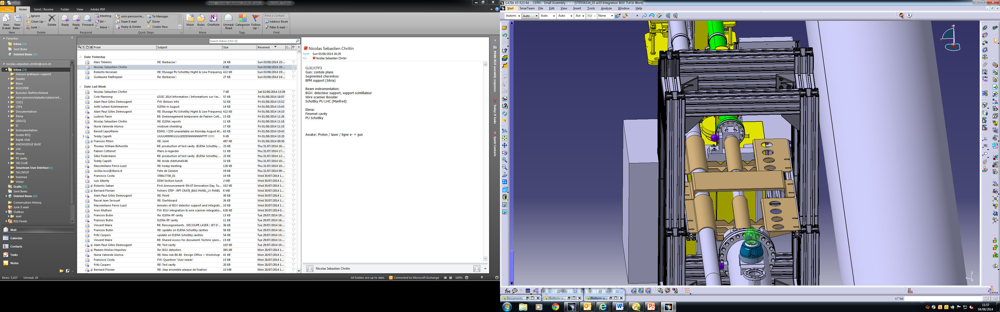 Inbox - nicolas.sebastien.chritin@cern.ch - Microsoft Outlook
File Home Send / Receive Folder View Adobe PDF
New E-mail
New Items
New
Ignore
Clean Up
Junk
Delete
Delete
Reply
Reply All
Forward
Meeting
IM
More
Respond
cern pension/m...
Team E-mail
Reply & Delete
To Manager
Done
Create New
Quick Steps
Move
Rules
OneNote
Move
Unread/ Read
Categorize
Follow Up
Tags
Find a Contact
Address Book
Filter E-mail
Find
Favorites
Inbox (24)
Sent Items
Deleted Items (16)
nicolas.sebastien.chritin@cern.ch
Inbox (24)
Astuces pratiques support
Awake
Biere
BOOSTER
Buncher Steffen/Ahmed
cern pension/maladie/salaire/ert...
CLIC1
CTF3
Documentation
Elena
GRACQ
IC
Instrumentation
Isolde RFQ
Kayak club
kNOWLEDGE BASE
LHC
Phone
PS cavity
SKI CLUB
Smarteam User Interface (1)
TAC/NTOF
trainnee
Victor
Drafts [55]
Sent Items
Deleted Items (16)
Conversation History
Junk E-mail
Outbox
mail
RSS Feeds
Mail
Calendar
Contacts
Tasks
Notes
Items: 5,027 Unread: 24
Search Inbox (Ctrl+E)
From Subject Size Received C...
Date: Yesterday
Marc Timmins RE: Barbacoa ! 24 KB Sun 03/08/2014 23:...
Nicolas Sebastien Chritin 8 KB Sun 03/08/2014 20:...
Roberto Kersevan RE: Etuvage PU Schottky Hight & Low Frequency 422 KB Sun 03/08/2014 19:...
Guillaume Maîtrejean Re: Barbacoa ! 27 KB Sun 03/08/2014 14:...
Date: Last Week
Nicolas Sebastien Chritin 7 KB Sat 02/08/2014 15:39
Ccrb Planning LD2IC 2014 Information / Informations sur l'ex... 57 KB Fri 01/08/2014 18:07
Alain Paul Gilles Demougeot FW: Belows info 52 KB Fri 01/08/2014 15:52
Antti Juhani Kolehmainen ELENA in August 14 KB Fri 01/08/2014 15:43
Alain Paul Gilles Demougeot RE: Etuvage PU Schottky Hight & Low Frequency 422 KB Fri 01/08/2014 14:10
Ludovic Favre RE: Demenagement temporaire de Fabien Cott... 15 KB Fri 01/08/2014 11:26
Nicolas Sebastien Chritin RE: ELENA reports 11 KB Fri 01/08/2014 11:18
Nuria Valverde Alonso niobium shielding 17 KB Fri 01/08/2014 11:10
Benoit Lepoittevin EDMS / CDD unavailable on Monday August 4t... 63 KB Fri 01/08/2014 10:43
Teddy Capelli UUUURRRRGGGGEEEENNNNNNNTTTT !!!!!!!! 9 KB Fri 01/08/2014 10:20
Francois Pillon RE: Joint 497 KB Fri 01/08/2014 09:50
Thomas William Birtwistle RE: production of test cavity (ELENA Schottky ... 23 KB Thu 31/07/2014 18:...
Fabien Cottenot Plans à regarder 11 KB Thu 31/07/2014 17:...
Silke Federmann RE: production of test cavity (ELENA Schottky ... 23 KB Thu 31/07/2014 12:...
Teddy Capelli RE: bride stdvfuhv0146 32 KB Thu 31/07/2014 10:...
Massimiliano Ferro-Luzzi RE: today meeting 128 KB Thu 31/07/2014 10:...
cecilia.rossi@libero.it Fete de Geneve 19 KB Thu 31/07/2014 09:...
Francisco Costa ST0617736_01 10 KB Wed 30/07/2014 1...
Luis Alberty EDM Section lunch 2 MB Wed 30/07/2014 1...
Roberto Saban First Announcement: EN-KT Innovation Day, Tu... 102 KB Wed 30/07/2014 1...
Bernard Florian fichiers STEP - RPT CRATE_BIAS PANEL_LV PANEL 6 MB Wed 30/07/2014 1...
Alain Paul Gilles Demougeot RE: Point 30 KB Wed 30/07/2014 1...
Pascal Jean Secouet RE: Dashboard 26 KB Wed 30/07/2014 1...
Massimiliano Ferro-Luzzi minutes of BGV detector support and integrati... 10 KB Wed 30/07/2014 1...
Yvon Muttoni FW: BGV integration & wire scanner integratio... 628 KB Wed 30/07/2014 0...
Francois Butin Re: ELENA RF cavity 13 KB Tue 29/07/2014 19:...
Francois Butin ELENA RF cavity 11 KB Tue 29/07/2014 16:...
Vincent Maire RE: Renseignements , DECOUPE LASER / JET D'... 36 KB Tue 29/07/2014 16:...
Francois Butin RE: update on ELENA Schottky cavities 58 KB Tue 29/07/2014 16:...
Fritz Caspers update on ELENA Schottky cavities 54 KB Tue 29/07/2014 15:...
Vincent Maire RE: Shared Access for document: Technic speci... 15 KB Tue 29/07/2014 11:...
Alain Paul Gilles Demougeot RE: Test cavity 103 KB Tue 29/07/2014 10:...
Plamen Hristov Hopchev Re: BGV detectors 385 KB Mon 28/07/2014 1...
Nuria Valverde Alonso RE: New Job BE-BI: Design Office + Workshop 41 KB Mon 28/07/2014 1...
Francisco Costa FW: Question "User needs" 15 KB Mon 28/07/2014 1...
Fritz Caspers RE: Test cavity 20 KB Mon 28/07/2014 1...
Bernard Florian RE: step ensemble plaque de fixation 10 MB Mon 28/07/2014 1...
Nicolas Sebastien Chritin
Sent: Sun 03/08/2014 20:29
To: Nicolas Sebastien Chritin
CLIC/CTF3
Gun: contole plans
Segmented cherenkov
BPM support (Silvia)
Beam instrumentation:
BGV: detecteur support, support scintillateur
Wire scanner Booster
Schottky PU LHC (Manfred)
Elena:
Finemet cavity
PU Schottky
Awake: Proton / laser / ligne e- + gun
Nicolas Sebastien Chritin
09:00: BGV assembly sequence
Today: 0 Tasks
Quick Contacts
All folders are up to date. Connected to Microsoft Exchange 100%
CATIA V5 R23 64 - CERN : Small Assembly - - - [ST0556334_01 a.03 Integration BGV 7L4 In Work]
Start SmarTeam File Edit View Insert Tools Analyze Window Help
Autom. Auto Auto Auto Aut Aut None
ABC
z
x
y
z
x
y
f(x)
CATIA
Documents (Bottom-u... (Bottom-u...
c:* iso
11:57
04/08/2014